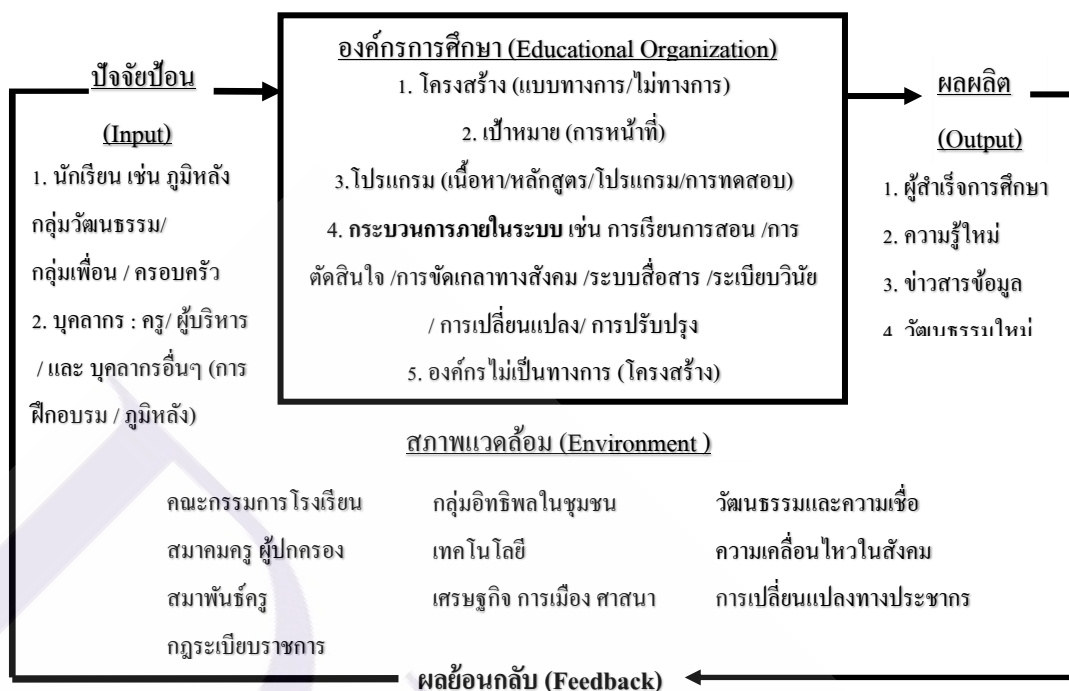 ปัจจัยป้อน
(Input)
1. นักเรียน เช่น ภูมิหลัง
กลุ่มวัฒนธรรม/
กลุ่มเพื่อน / ครอบครัว
2. บุคลากร : ครู/ ผู้บริหาร
/ และ บุคลากรอื่นๆ (การ
ฝึกอบรม / ภูมิหลัง)
องค์กรการศึกษา (Educational Organization)
1. โครงสร้าง (แบบทางการ/ไม่ทางการ)
2. เป้าหมาย (การหน้าที่)
3.โปรแกรม (เนื้อหา/หลักสูตร/โปรแกรม/การทดสอบ)
4. กระบวนการภายในระบบ เช่น การเรียนการสอน /การ
ตัดสินใจ /การขัดเกลาทางสังคม /ระบบสื่อสาร /ระเบียบวินัย
/ การเปลี่ยนแปลง/ การปรับปรุง
5. องค์กรไม่เป็นทางการ (โครงสร้าง)
ผลผลิต
(Output)
1. ผู้สำเร็จการศึกษา
2. ความรู้ใหม่
3. ข่าวสารข้อมูล
4. วัฒนธรรมใหม่
สภาพแวดล้อม (Environment )
คณะกรรมการโรงเรียน
สมาคมครู ผู้ปกครอง
สมาพันธ์ครู
กฎระเบียบราชการ
กลุ่มอิทธิพลในชุมชน
เทคโนโลยี
เศรษฐกิจ การเมือง ศาสนา
วัฒนธรรมและความเชื่อ
ความเคลื่อนไหวในสังคม
การเปลี่ยนแปลงทางประชากร
ผลย้อนกลับ (Feedback)